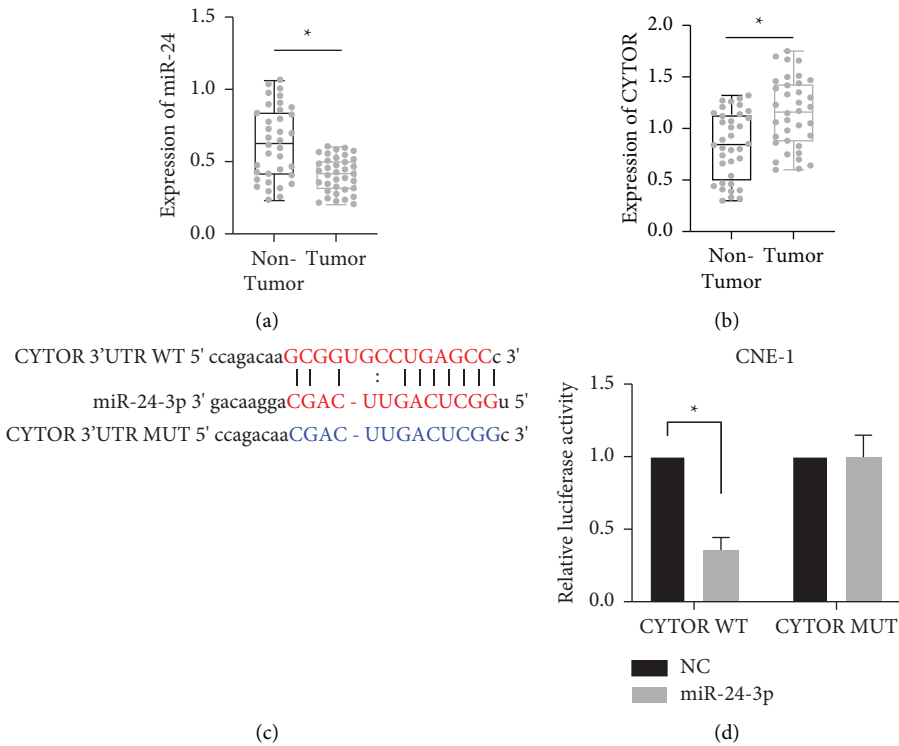 Expression of miR-24
1.5
1.0
0.5
0.0
*
Non-
Tumor
Tumor
(a)
Expression of CYTOR
2.0
1.5
1.0
0.5
0.0
*
Non-
Tumor
Tumor
(b)
CYTOR 3'UTR WT 5' ccagacaaGCGGUGCCUGAGCCc 3'
:
miR-24-3p 3' gacaaggaCGAC - UUGACUCGGu 5'
CYTOR 3'UTR MUT 5' ccagacaaCGAC - UUGACUCGGc 3'
(c)
CNE-1
Relative luciferase activity
1.5
1.0
0.5
0.0
*
CYTOR WT
CYTOR MUT
NC
miR-24-3p
(d)